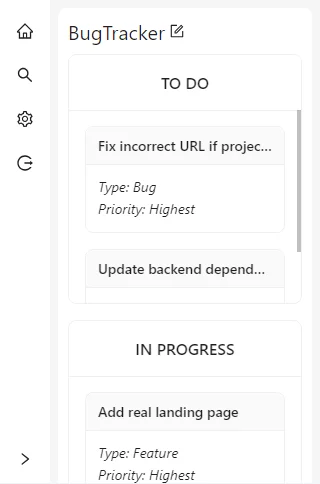 BugTracker
TO DO
Fix incorrect URL if projec...
Type: Bug
Priority: Highest
Update backend depend...
IN PROGRESS
Add real landing page
Type: Feature
Priority: Highest